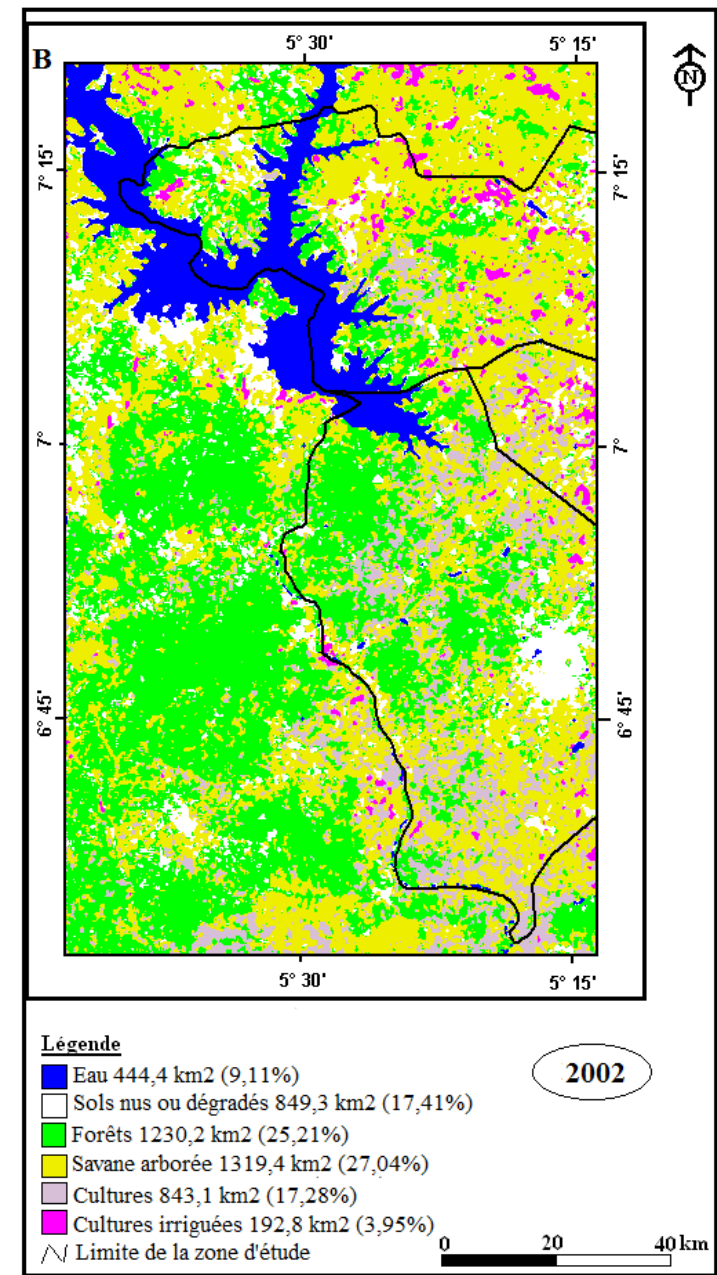 B
5° 30'
5° 15'
N
7° 15'
7° 15'
7°
7°
6° 45'
6° 45'
5° 30'
5° 15'
Légende
2002
Eau 444,4 km2 (9,11%)
Sols nus ou dégradés 849,3 km2 (17,41%)
Forêts 1230,2 km2 (25,21%)
Savane arborée 1319,4 km2 (27,04%)
Cultures 843,1 km2 (17,28%)
Cultures irriguées 192,8 km2 (3,95%)
Limite de la zone d'étude
0 20 40 km